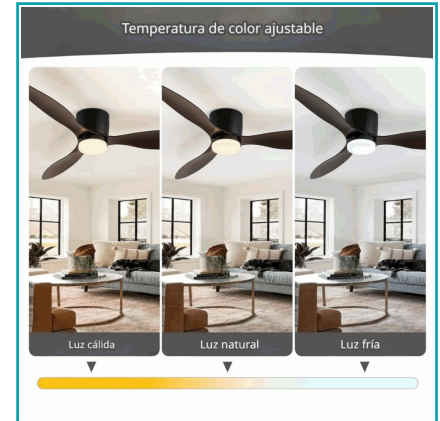 Temperatura de color ajustable
Luz cálida
Luz natural
Luz fría